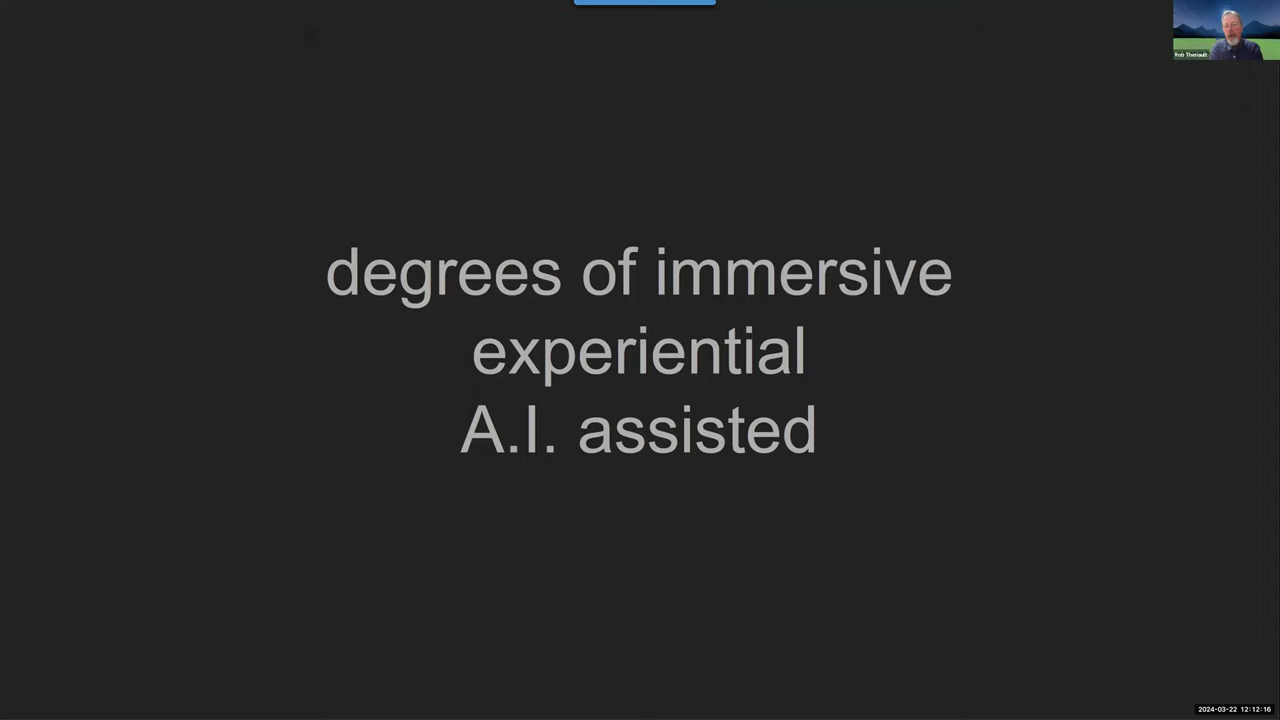 Rob Theriault
degrees of immersive
experiential
A.I. assisted
2024-03-22 12:12:16